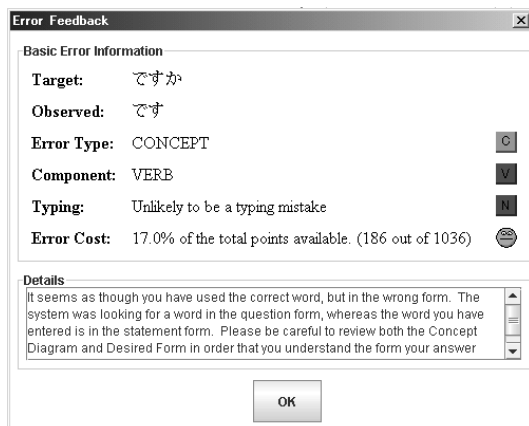 Error Feedback
Basic Error Information
Target: ですか
Observed: です
Error Type: CONCEPT C
Component: VERB V
Typing: Unlikely to be a typing mistake N
Error Cost: 17.0% of the total points available. (186 out of 1036)
Details
It seems as though you have used the correct word, but in the wrong form. The
system was looking for a word in the question form, whereas the word you have
entered is in the statement form. Please be careful to review both the Concept
Diagram and Desired Form in order that you understand the form your answer
OK